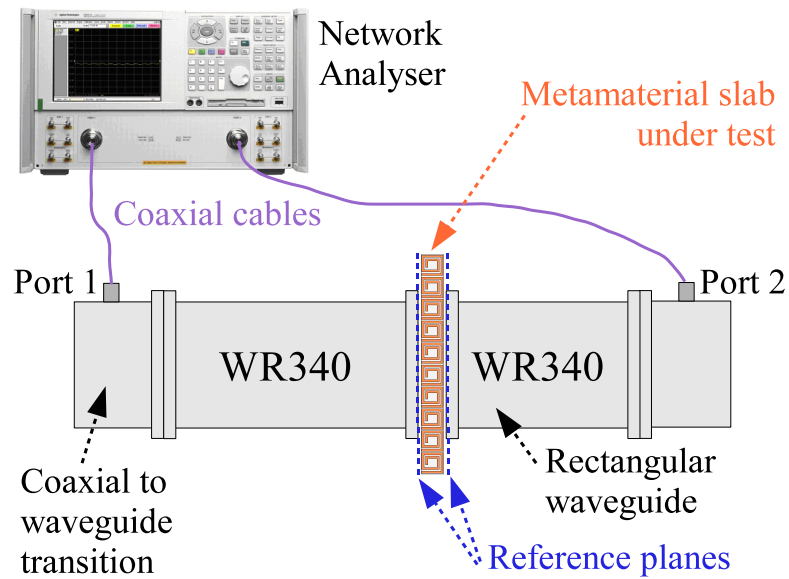 Network
Analyser
Metamaterial slab
under test
Coaxial cables
Port 1
Port 2
WR340
WR340
Coaxial to
waveguide
transition
Rectangular
waveguide
Reference planes